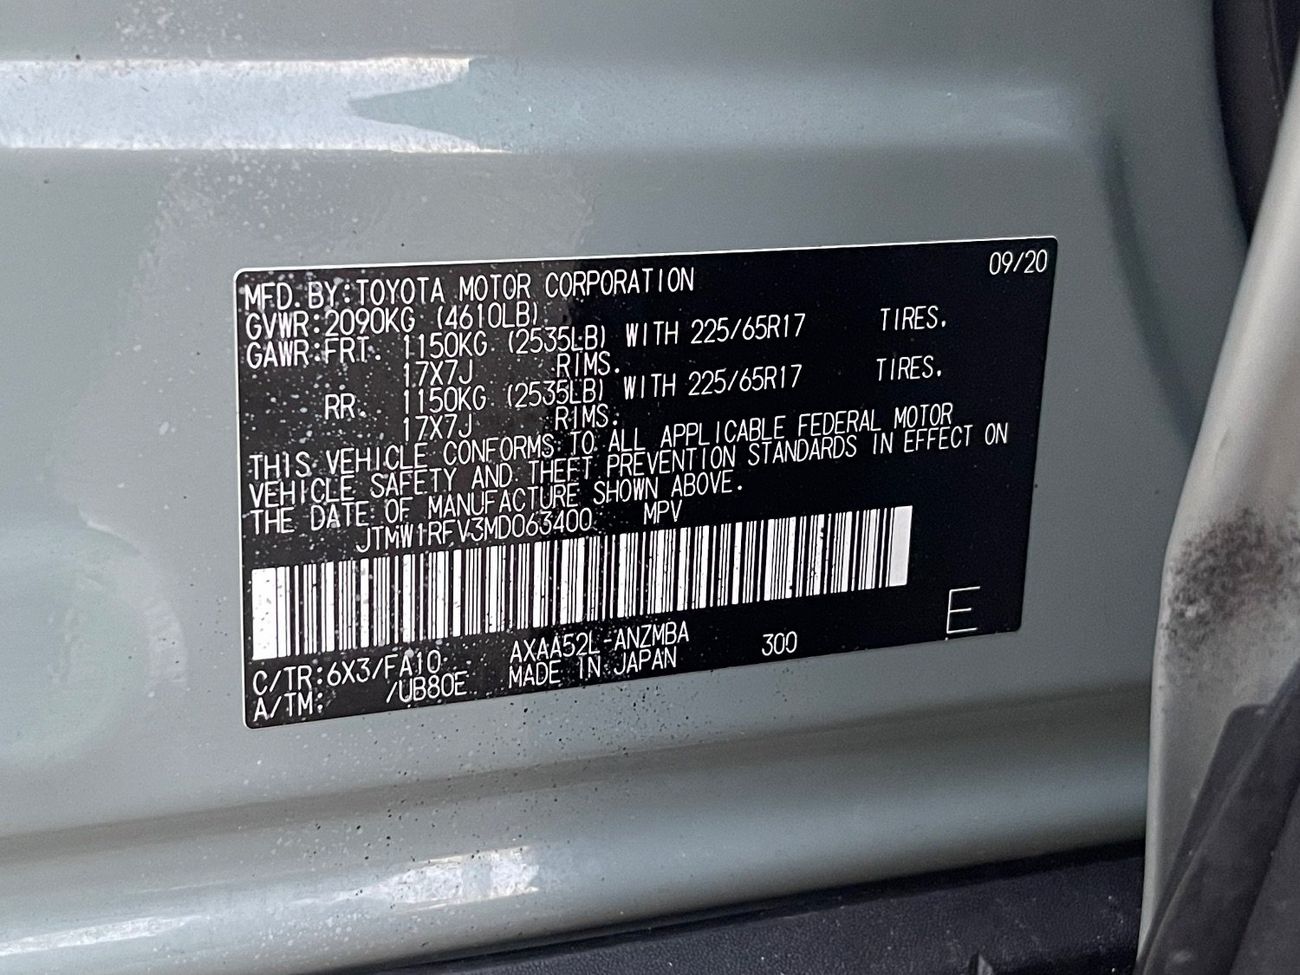 09/20
MFD. BY:TOYOTA MOTOR CORPORATION
GVWR:2090KG (4610LB)
GAWR:FRT. 1150KG (2535LB) WITH 225/65R17 TIRES,
17X7J RIMS.
RR. 1150KG (2535LB) WITH 225/65R17 TIRES,
17X7J RIMS.
THIS VEHICLE CONFORMS TO ALL APPLICABLE FEDERAL MOTOR
VEHICLE SAFETY AND THEFT PREVENTION STANDARDS IN EFFECT ON
THE DATE OF MANUFACTURE SHOWN ABOVE.
JTMW1RFV3MD063400 MPV
E
C/TR:6X3/FA10 AXAA52L-ANZMBA 300
A/TM: /UB80E MADE IN JAPAN